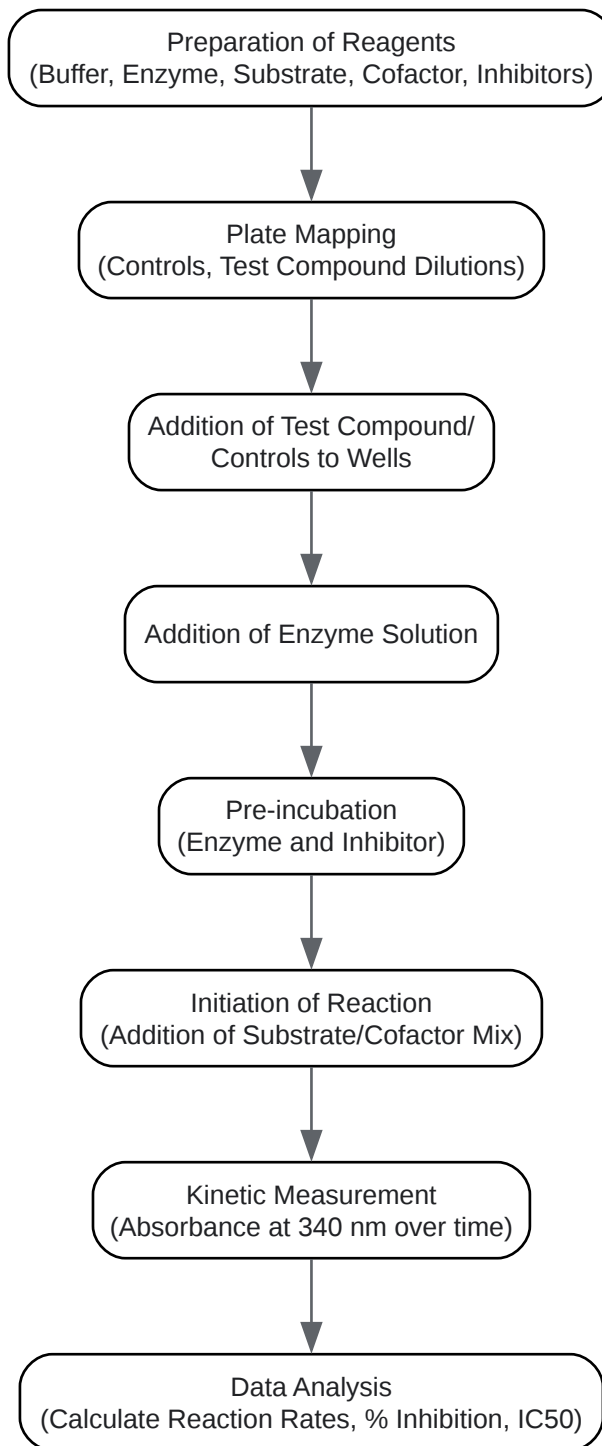 Preparation of Reagents
(Buffer, Enzyme, Substrate, Cofactor, Inhibitors)
Plate Mapping
(Controls, Test Compound Dilutions)
Addition of Test Compound/
Controls to Wells
Addition of Enzyme Solution
Pre-incubation
(Enzyme and Inhibitor)
Initiation of Reaction
(Addition of Substrate/Cofactor Mix)
Kinetic Measurement
(Absorbance at 340 nm over time)
Data Analysis
(Calculate Reaction Rates, % Inhibition, IC50)